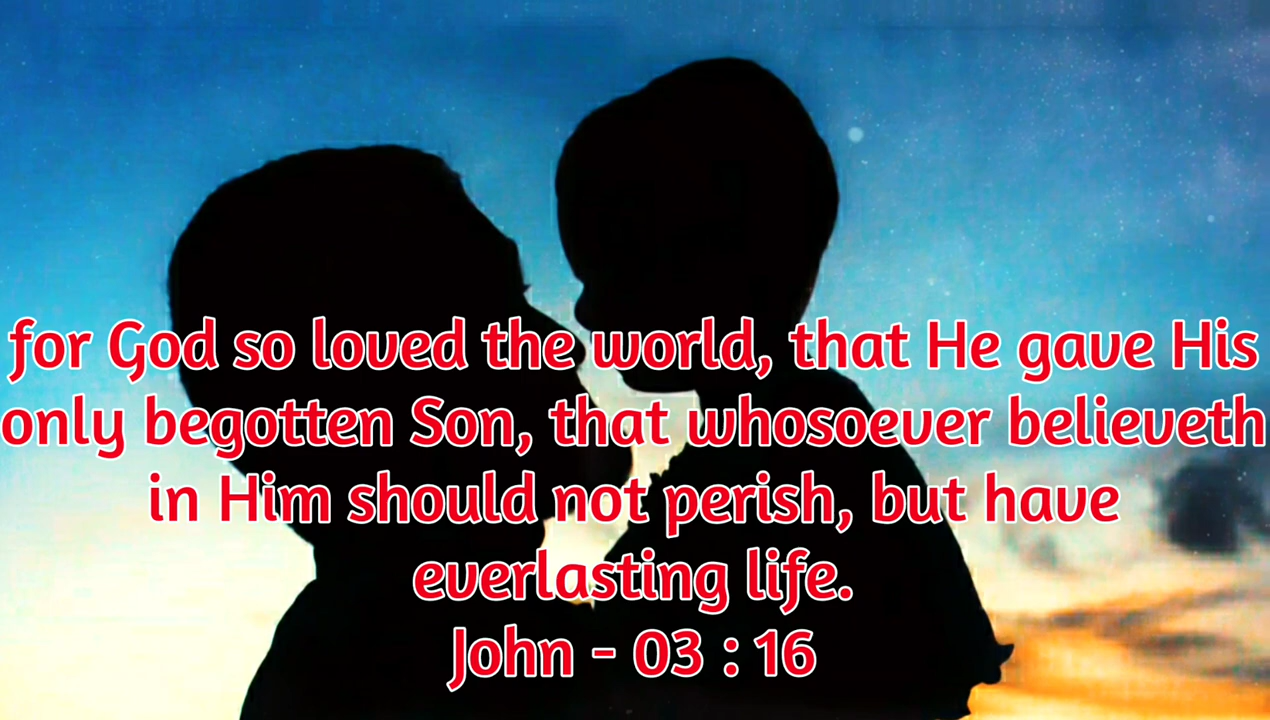 for God so loved the world, that He gave His
only begotten Son, that whosoever believeth
in Him should not perish, but have
everlasting life.
John - 03 : 16